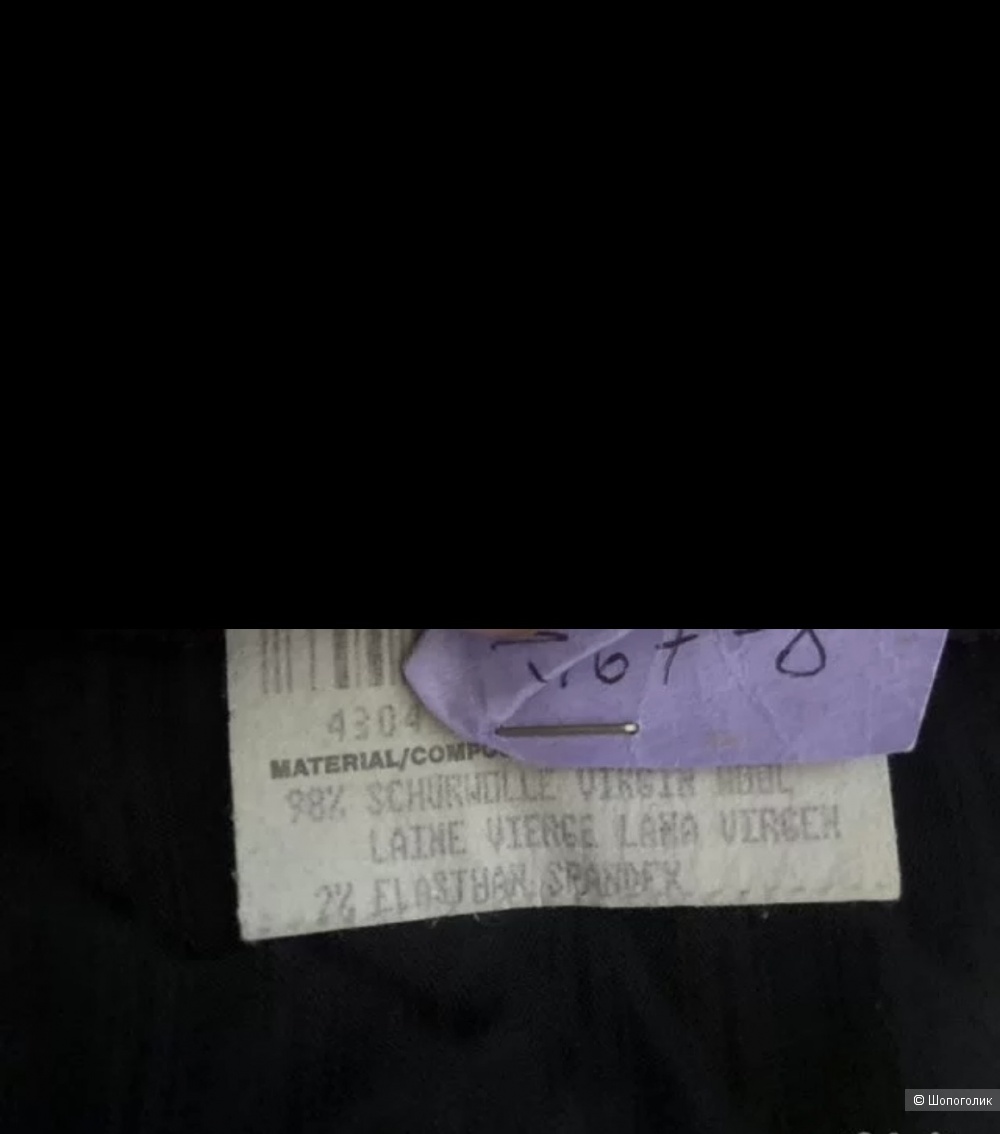 4304
MATERIAL/COMPO
98% SCHURWOLLE VIRGIN WOOL
LAINE VIERGE LANA VIRGEN
2% ELASTHAN SPANDEX
© Шопоголик